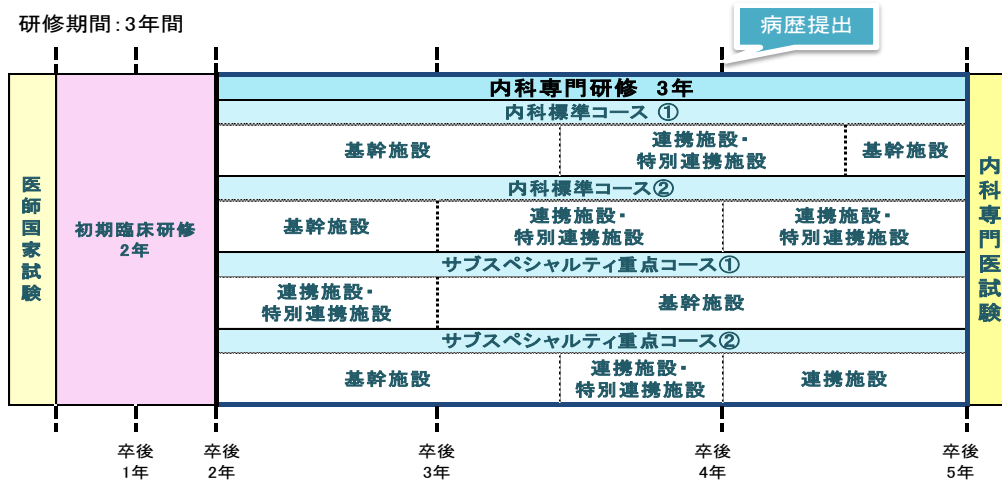 研修期間：3年間
病歴提出
医師国家試験
初期臨床研修
2年
内科専門研修 3年
内科標準コース ①
基幹施設
連携施設・
特別連携施設
基幹施設
内科標準コース②
基幹施設
連携施設・
特別連携施設
連携施設・
特別連携施設
サブスペシャルティ重点コース①
連携施設・
特別連携施設
基幹施設
サブスペシャルティ重点コース②
基幹施設
連携施設・
特別連携施設
連携施設
内科専門医試験
卒後
1年
卒後
2年
卒後
3年
卒後
4年
卒後
5年